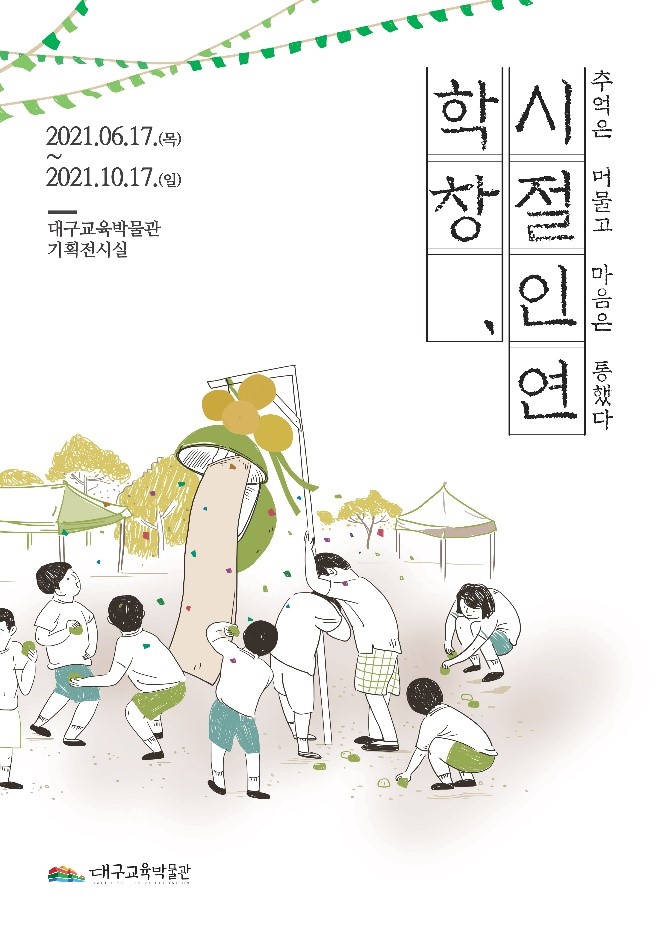 추억은 머물고 마음은 통했다
시절인연
학창,
2021.06.17.(목)
~
2021.10.17.(일)
대구교육박물관
기획전시실
대구교육박물관